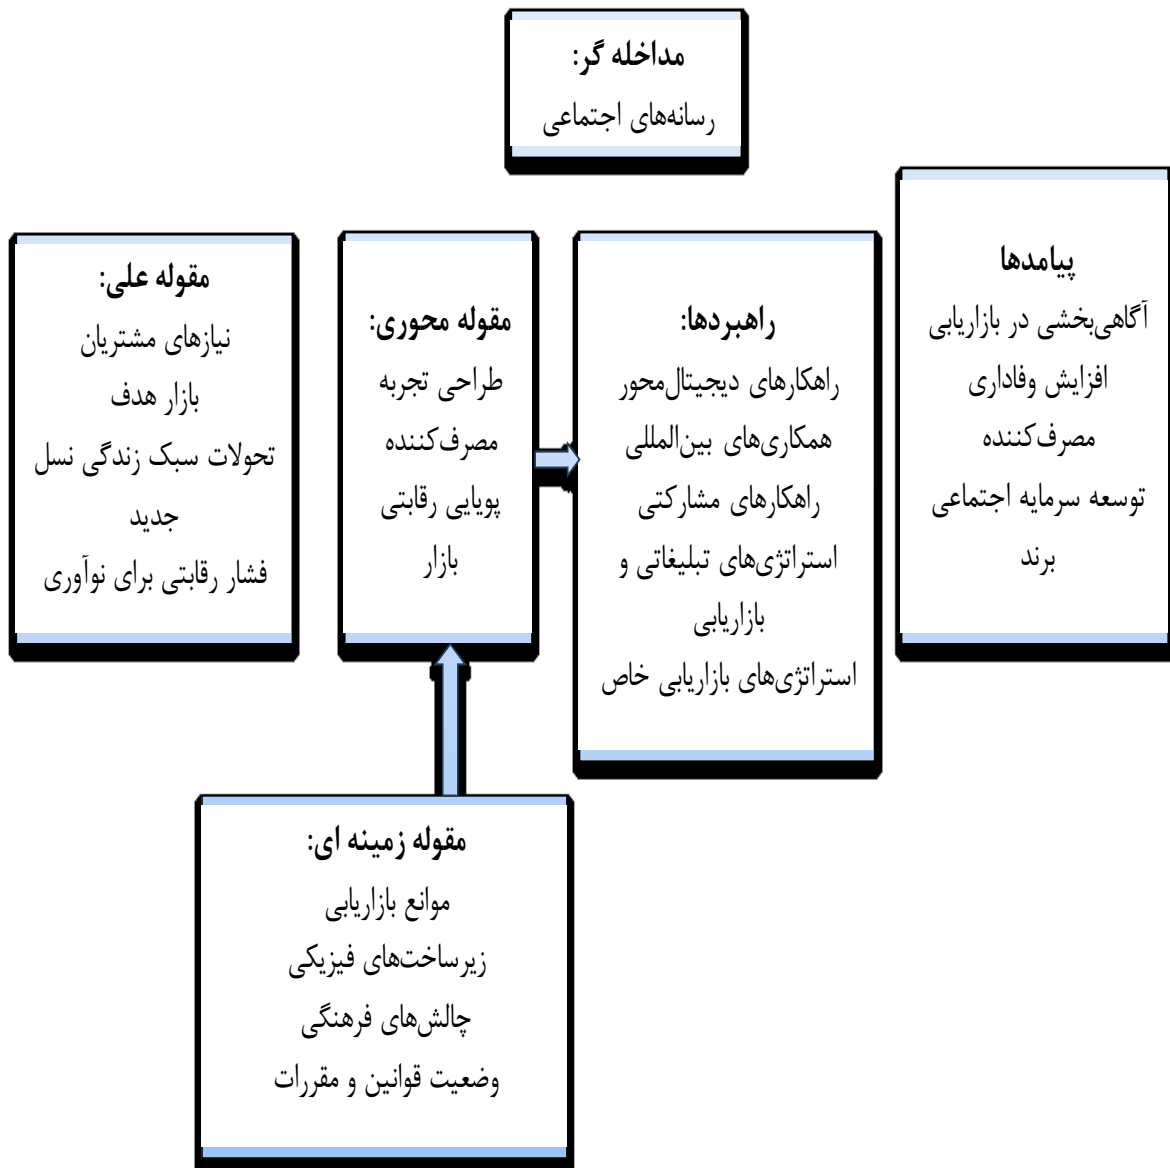 مداخله گر:
رسانه‌های اجتماعی
مقوله علی:
نیازهای مشتریان
بازار هدف
تحولات سبک زندگی نسل
جدید
فشار رقابتی برای نوآوری
مقوله محوری:
طراحی تجربه
مصرف‌کننده
پویایی رقابتی
بازار
راهبردها:
راهکارهای دیجیتال‌محور
همکاری‌های بین‌المللی
راهکارهای مشارکتی
استراتژی‌های تبلیغاتی و
بازاریابی
استراتژی‌های بازاریابی خاص
پیامدها
آگاهی‌بخشی در بازاریابی
افزایش وفاداری
مصرف‌کننده
توسعه سرمایه اجتماعی
برند
مقوله زمینه ای:
موانع بازاریابی
زیرساخت‌های فیزیکی
چالش‌های فرهنگی
وضعیت قوانین و مقررات